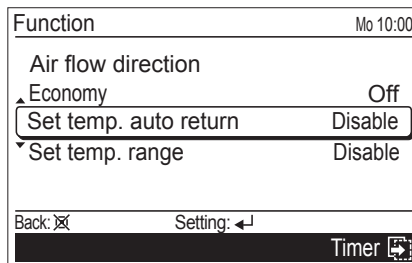 Function Mo 10:00
Air flow direction
Economy Off
Set temp. auto return Disable
Set temp. range Disable
Back: Setting:
Timer